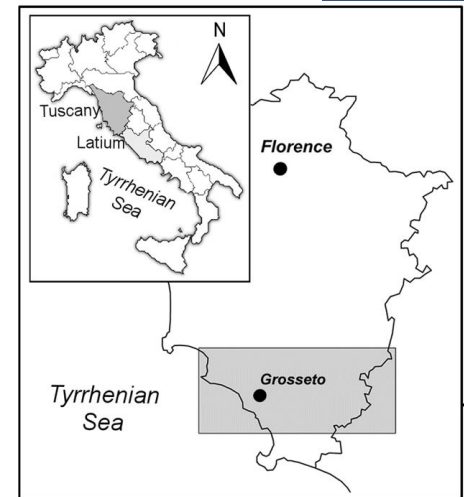 N
Tuscany
Latium
Tyrrhenian
Sea
Florence
Grosseto
Tyrrhenian
Sea